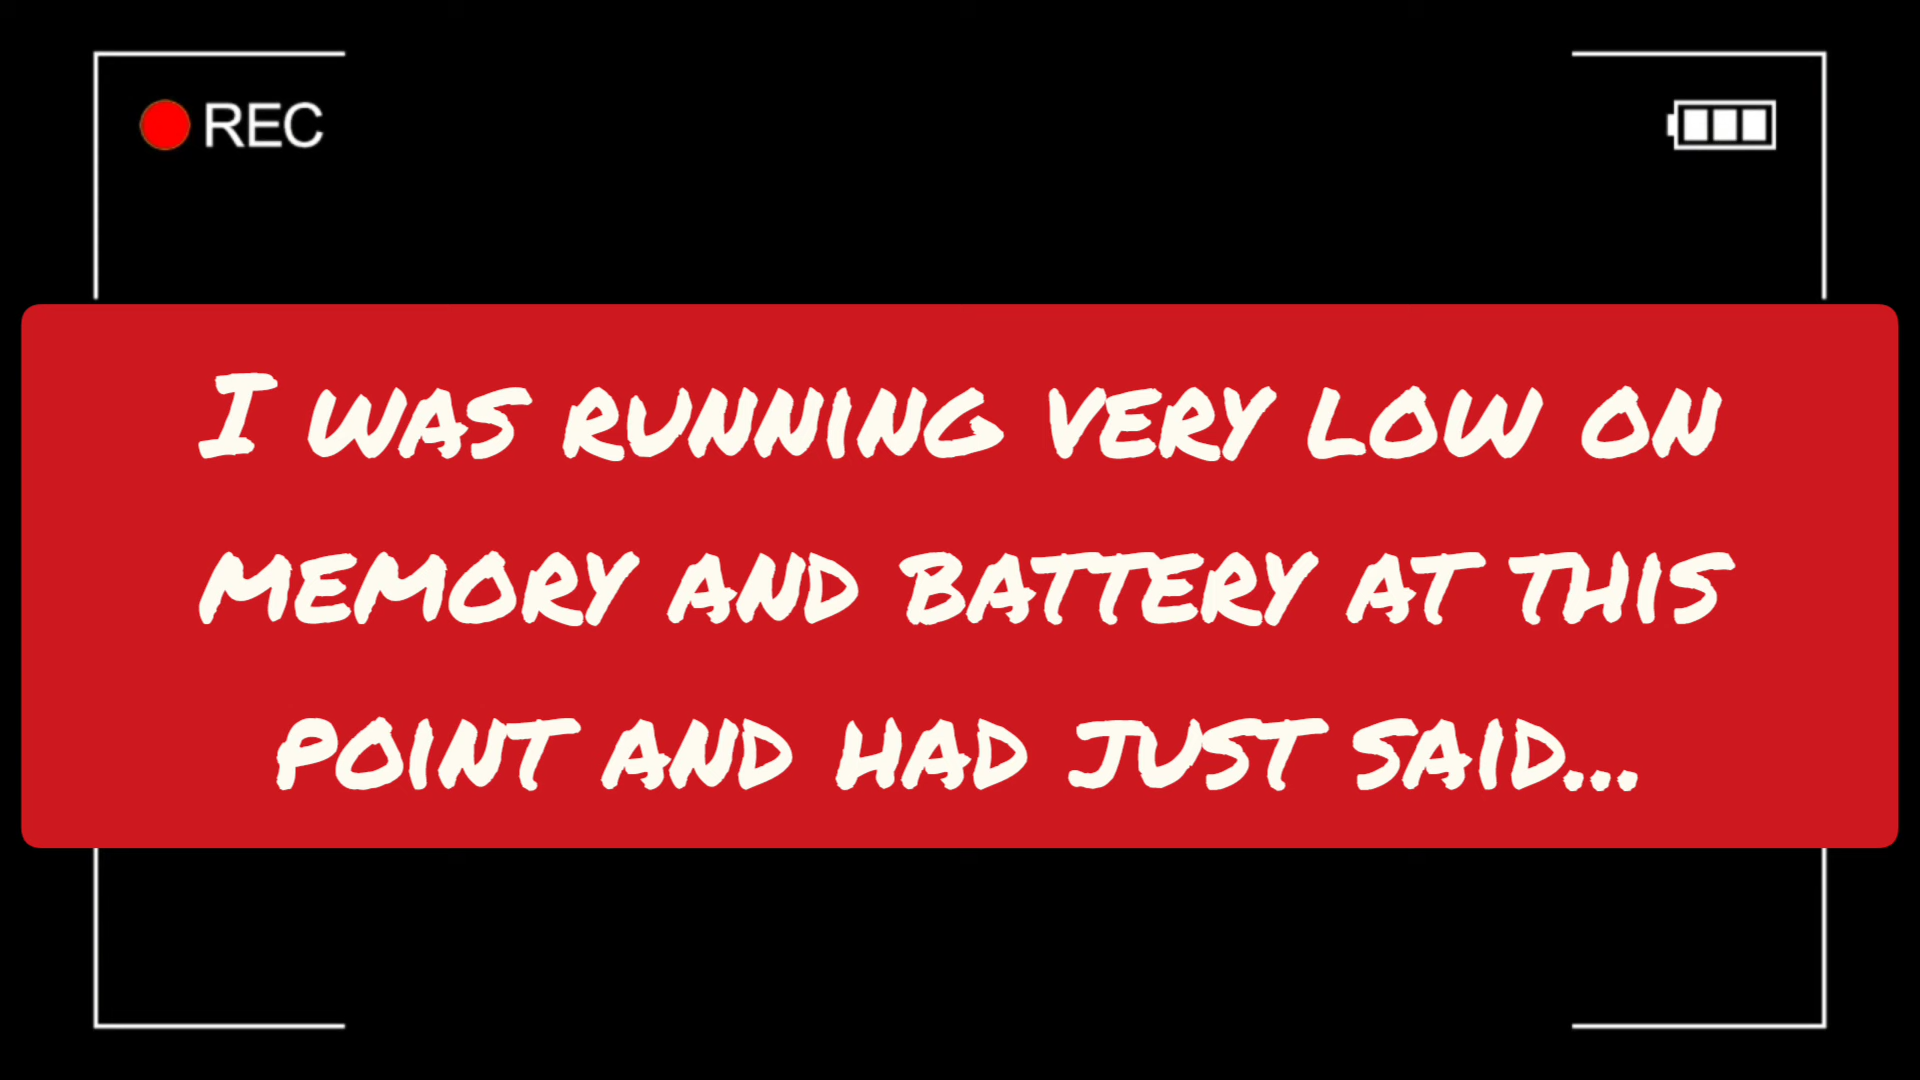 REC
I WAS RUNNING VERY LOW ON
MEMORY AND BATTERY AT THIS
POINT AND HAD JUST SAID...